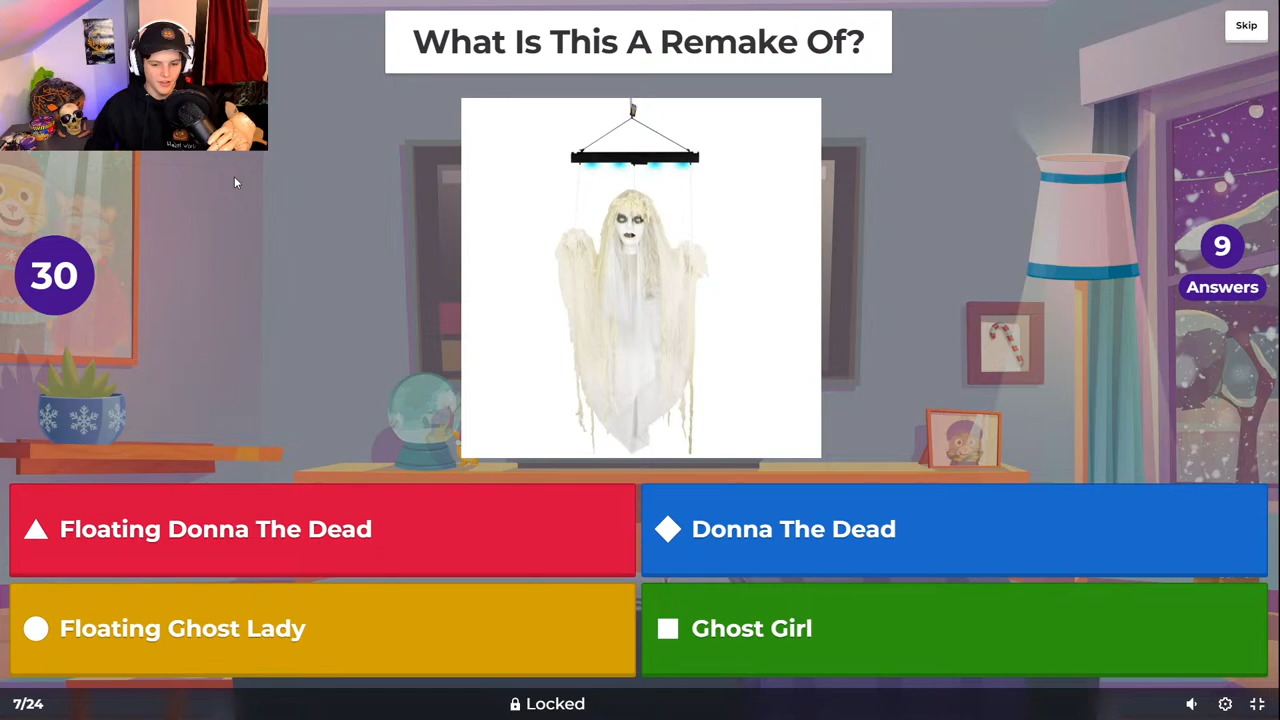 What Is This A Remake Of?
Skip
30
9
Answers
Floating Donna The Dead
Donna The Dead
Floating Ghost Lady
Ghost Girl
7/24
Locked